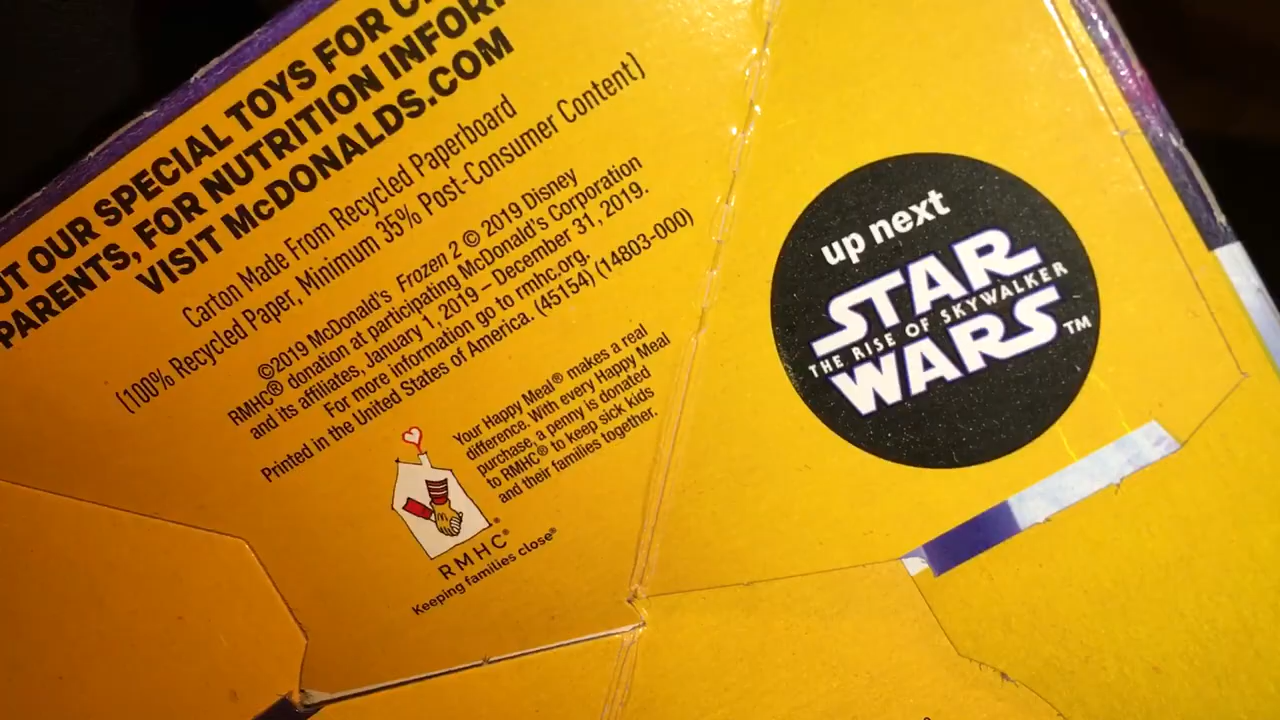 OUT OUR SPECIAL TOYS FOR
PARENTS, FOR NUTRITION
VISIT McDONALDS.COM
Carton Made From Recycled Paperboard
(100% Recycled Paper, Minimum 35% Post-Consumer Content)
©2019 McDonald's Frozen 2 © 2019 Disney
RMHC® donation at participating McDonald's Corporation
and its affiliates, January 1, 2019 – December 31, 2019.
For more information go to rmhc.org.
Printed in the United States of America. (45154) (14803-000)
Your Happy Meal® makes a real
difference. With every Happy Meal
purchase, a penny is donated
to RMHC® to keep sick kids
and their families together.
RMHC®
Keeping families close®
up next
STAR
THE RISE OF SKYWALKER
WARS™